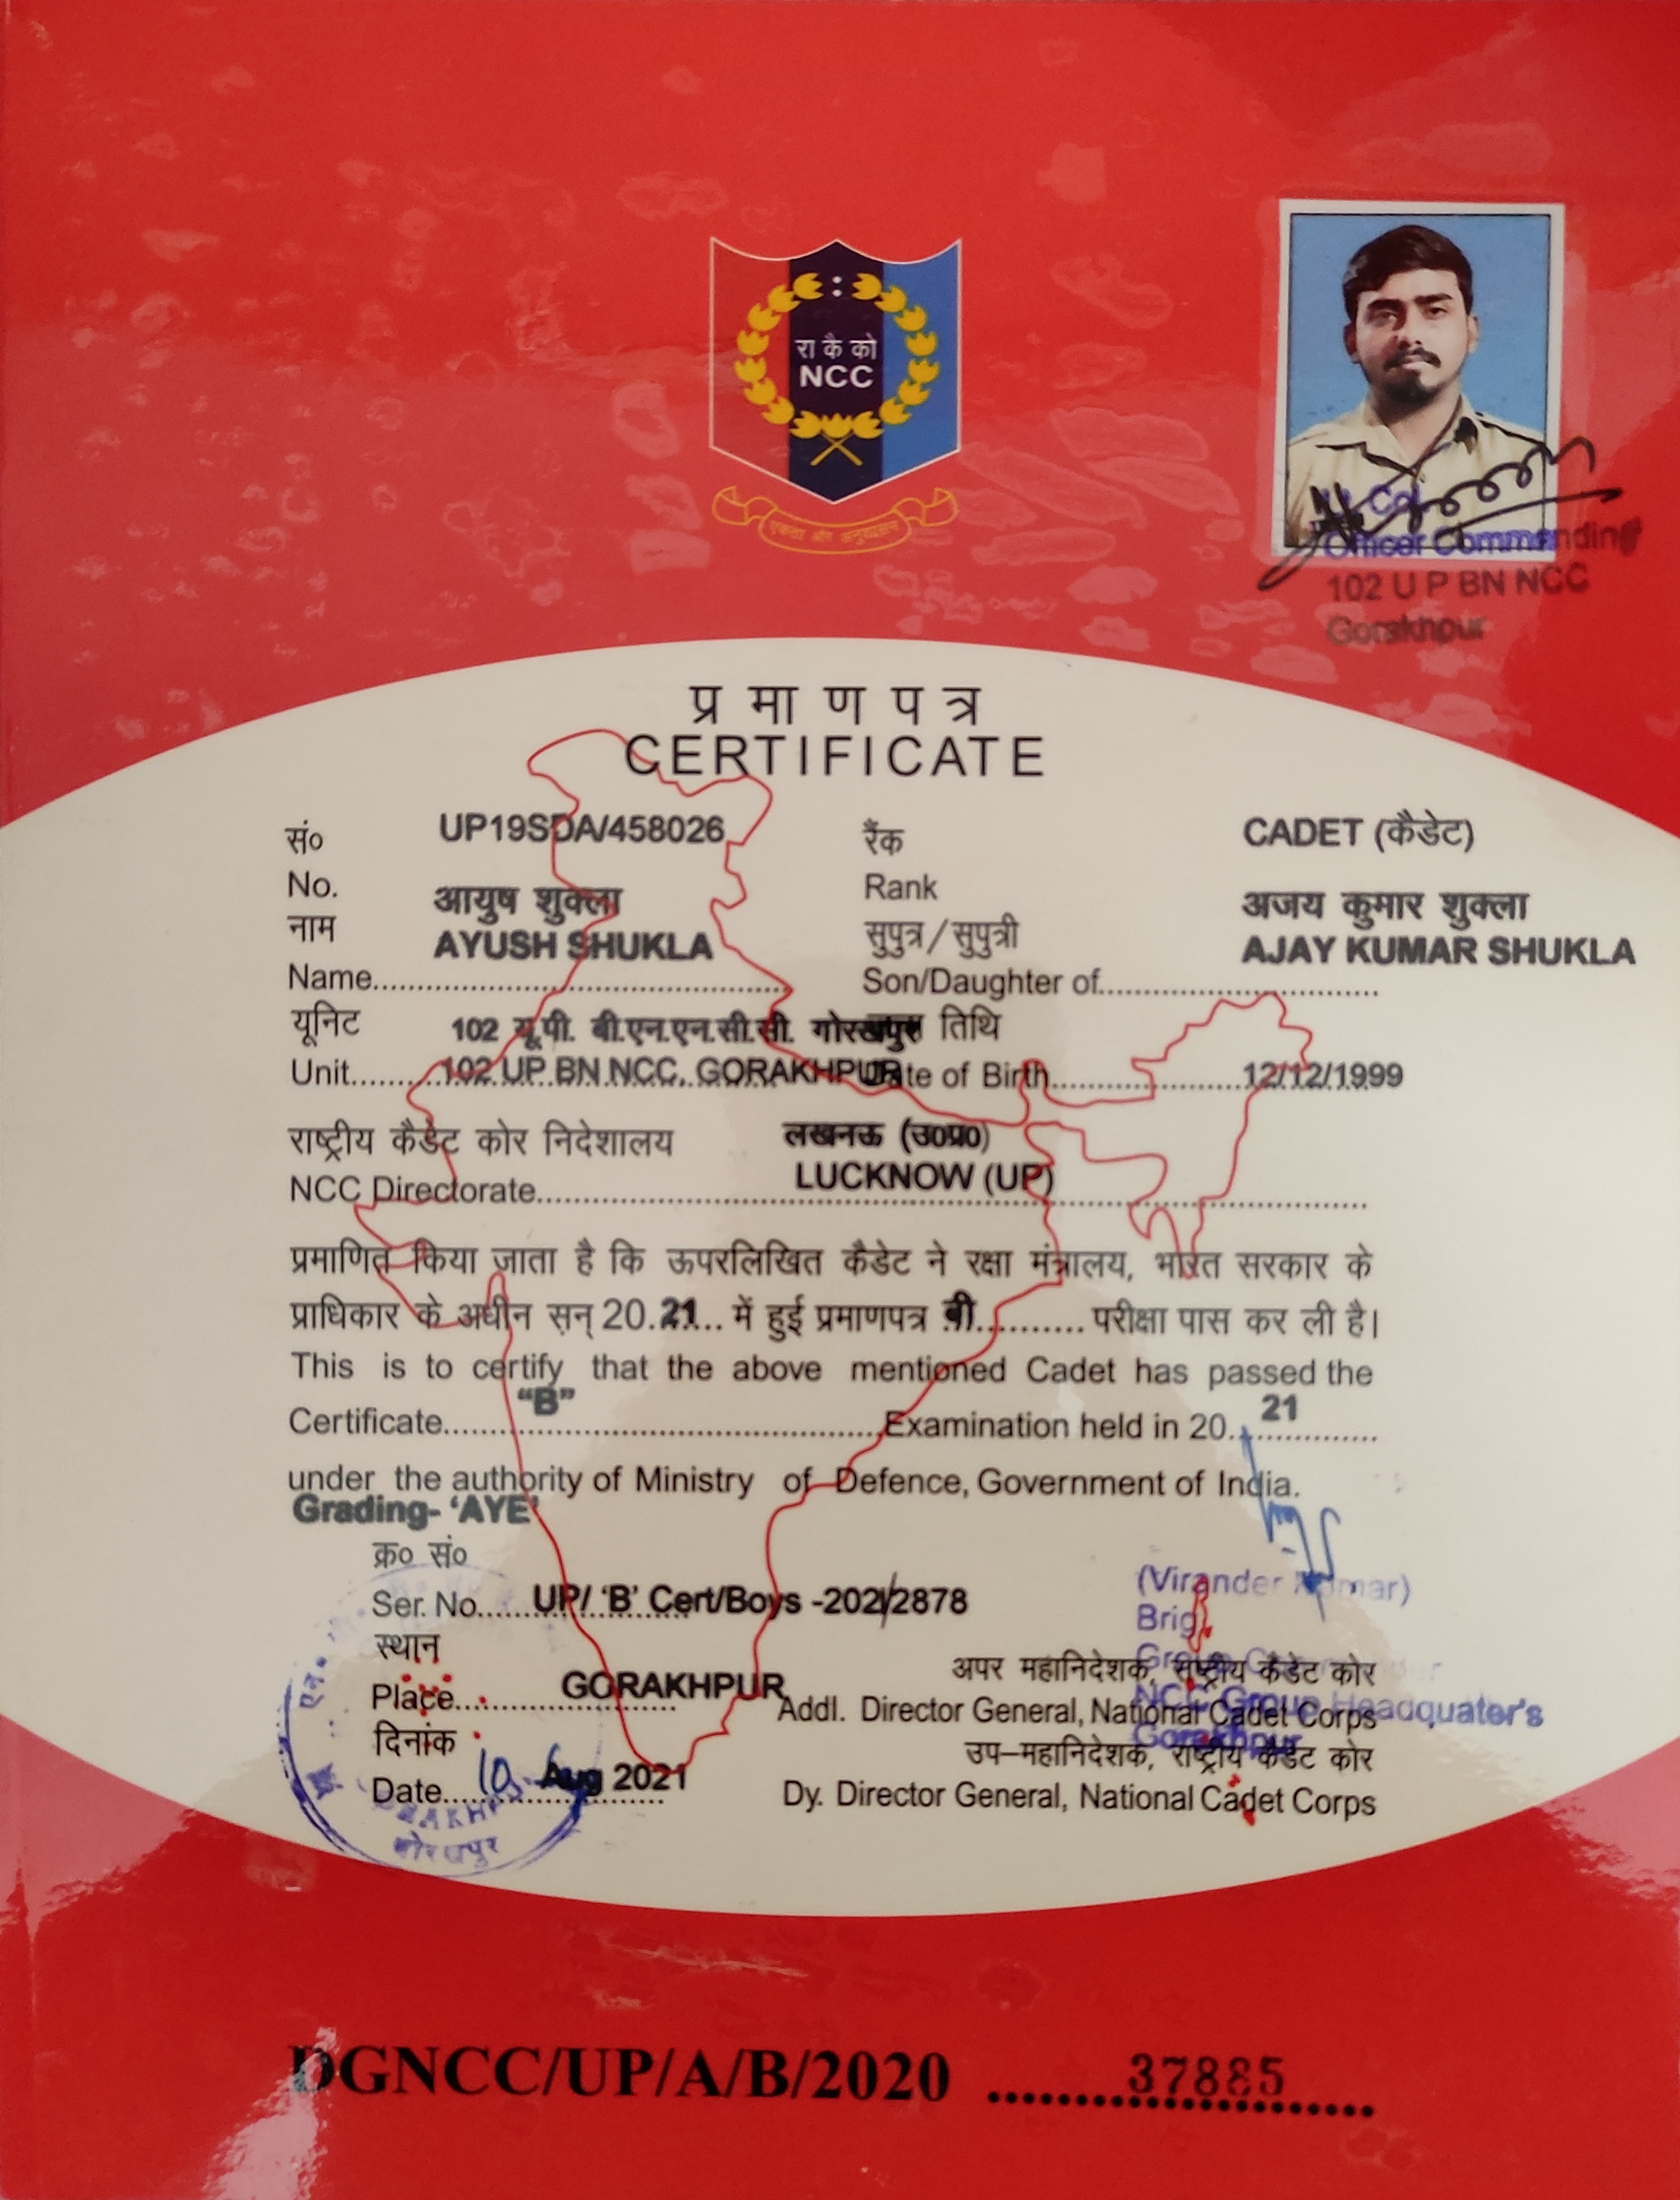 रा कै को
NCC
एकता और अनुशासन
Lt Col
Officer Commanding
102 U P BN NCC
Gorakhpur
प्रमाणपत्र
CERTIFICATE
सं० UP19SDA/458026 रैंक CADET (कैडेट)
No. Rank
आयुष शुक्ला अजय कुमार शुक्ला
नाम सुपुत्र/सुपुत्री
AYUSH SHUKLA AJAY KUMAR SHUKLA
Name.......... Son/Daughter of..........
यूनिट 102 यू.पी. बी.एन.एन.सी.सी. गोरखपुर तिथि
Unit.......... 102 UP BN NCC, GORAKHPUR Date of Birth.......... 12/12/1999
राष्ट्रीय कैडेट कोर निदेशालय लखनऊ (उ0प्र0)
NCC Directorate.......... LUCKNOW (UP)
प्रमाणित किया जाता है कि ऊपरलिखित कैडेट ने रक्षा मंत्रालय, भारत सरकार के
प्राधिकार के अधीन सन् 20.21.... में हुई प्रमाणपत्र बी.......... परीक्षा पास कर ली है।
This is to certify that the above mentioned Cadet has passed the
Certificate.......... “B” ..........Examination held in 20..21..........
under the authority of Ministry of Defence, Government of India.
Grading- ‘AYE’
क्र० सं०
Ser. No...... UP/ ‘B’ Cert/Boys -2021/2878
(Virander Kumar)
Brig
स्थान
Place.......... GORAKHPUR
दिनांक
Date.......... 10 Aug 2021
गोरखपुर
अपर महानिदेशक, राष्ट्रीय कैडेट कोर
Addl. Director General, National Cadet Corps
NCC Group Headquater's
Gorakhpur
उप–महानिदेशक, राष्ट्रीय कैडेट कोर
Dy. Director General, National Cadet Corps
DGNCC/UP/A/B/2020 .......... 37885